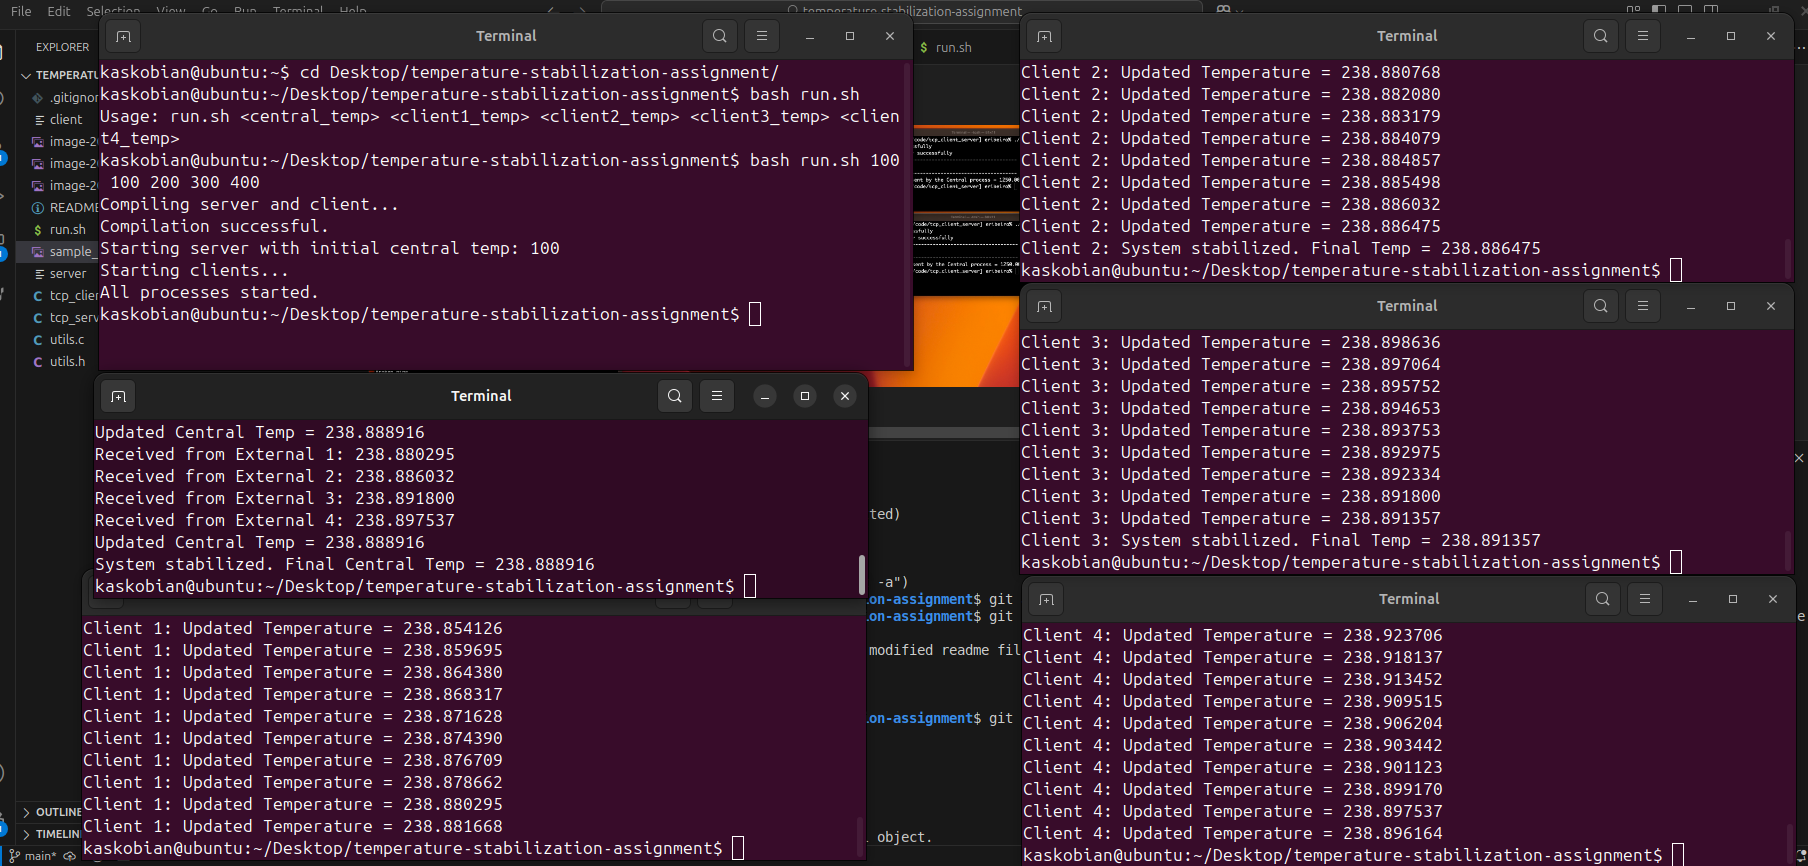 File Edit Selection View Go Run Terminal Help
temperature-stabilization-assignment
EXPLORER
TEMPERATU
.gitignor
client
image-20
image-20
image-20
README
run.sh
sample_
server
tcp_clien
tcp_serv
utils.c
utils.h
OUTLINE
TIMELIN
main*
run.sh
Terminal
kaskobian@ubuntu:~$ cd Desktop/temperature-stabilization-assignment/
kaskobian@ubuntu:~/Desktop/temperature-stabilization-assignment$ bash run.sh
Usage: run.sh <central_temp> <client1_temp> <client2_temp> <client3_temp> <clien
t4_temp>
kaskobian@ubuntu:~/Desktop/temperature-stabilization-assignment$ bash run.sh 100
100 200 300 400
Compiling server and client...
Compilation successful.
Starting server with initial central temp: 100
Starting clients...
All processes started.
kaskobian@ubuntu:~/Desktop/temperature-stabilization-assignment$
Terminal
Updated Central Temp = 238.888916
Received from External 1: 238.880295
Received from External 2: 238.886032
Received from External 3: 238.891800
Received from External 4: 238.897537
Updated Central Temp = 238.888916
System stabilized. Final Central Temp = 238.888916
kaskobian@ubuntu:~/Desktop/temperature-stabilization-assignment$
Client 1: Updated Temperature = 238.854126
Client 1: Updated Temperature = 238.859695
Client 1: Updated Temperature = 238.864380
Client 1: Updated Temperature = 238.868317
Client 1: Updated Temperature = 238.871628
Client 1: Updated Temperature = 238.874390
Client 1: Updated Temperature = 238.876709
Client 1: Updated Temperature = 238.878662
Client 1: Updated Temperature = 238.880295
Client 1: Updated Temperature = 238.881668
kaskobian@ubuntu:~/Desktop/temperature-stabilization-assignment$
ted)
-a")
on-assignment$ git
on-assignment$ git
modified readme fil
on-assignment$ git
object.
Terminal
Client 2: Updated Temperature = 238.880768
Client 2: Updated Temperature = 238.882080
Client 2: Updated Temperature = 238.883179
Client 2: Updated Temperature = 238.884079
Client 2: Updated Temperature = 238.884857
Client 2: Updated Temperature = 238.885498
Client 2: Updated Temperature = 238.886032
Client 2: Updated Temperature = 238.886475
Client 2: System stabilized. Final Temp = 238.886475
kaskobian@ubuntu:~/Desktop/temperature-stabilization-assignment$
Terminal
Client 3: Updated Temperature = 238.898636
Client 3: Updated Temperature = 238.897064
Client 3: Updated Temperature = 238.895752
Client 3: Updated Temperature = 238.894653
Client 3: Updated Temperature = 238.893753
Client 3: Updated Temperature = 238.892975
Client 3: Updated Temperature = 238.892334
Client 3: Updated Temperature = 238.891800
Client 3: Updated Temperature = 238.891357
Client 3: System stabilized. Final Temp = 238.891357
kaskobian@ubuntu:~/Desktop/temperature-stabilization-assignment$
Terminal
Client 4: Updated Temperature = 238.923706
Client 4: Updated Temperature = 238.918137
Client 4: Updated Temperature = 238.913452
Client 4: Updated Temperature = 238.909515
Client 4: Updated Temperature = 238.906204
Client 4: Updated Temperature = 238.903442
Client 4: Updated Temperature = 238.901123
Client 4: Updated Temperature = 238.899170
Client 4: Updated Temperature = 238.897537
Client 4: Updated Temperature = 238.896164
kaskobian@ubuntu:~/Desktop/temperature-stabilization-assignment$